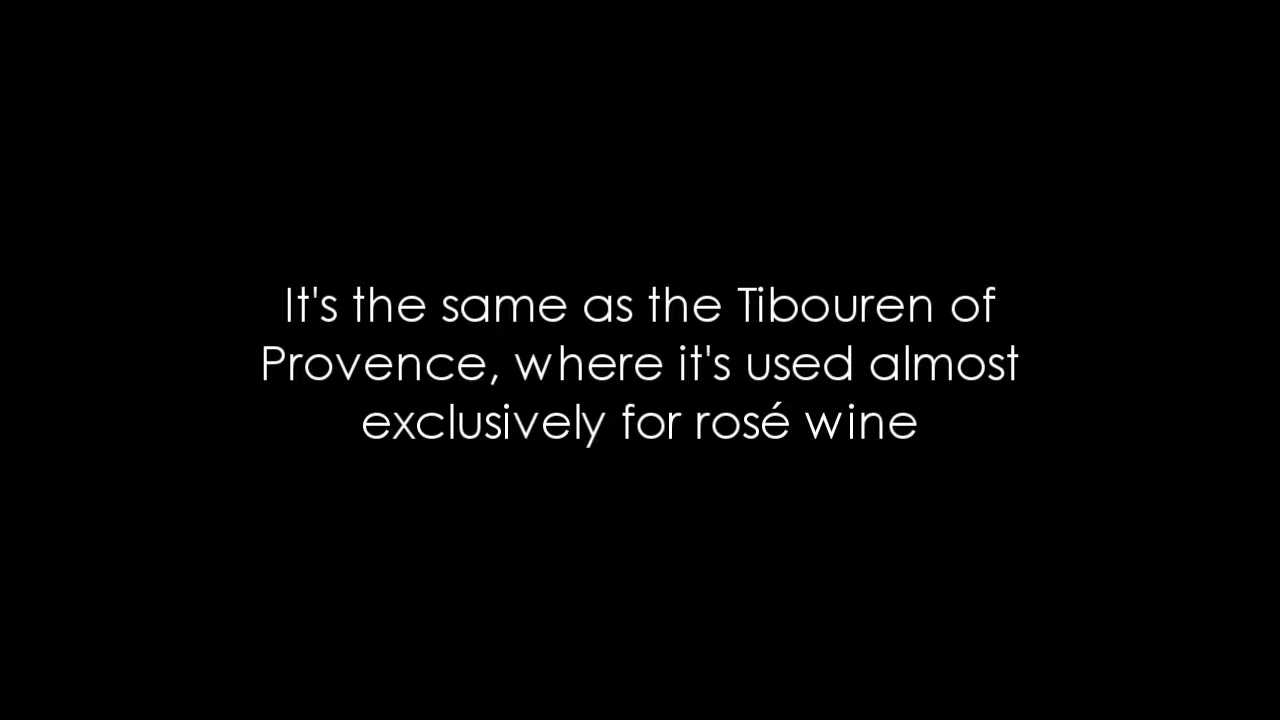 It's the same as the Tibouren of
Provence, where it's used almost
exclusively for rosé wine